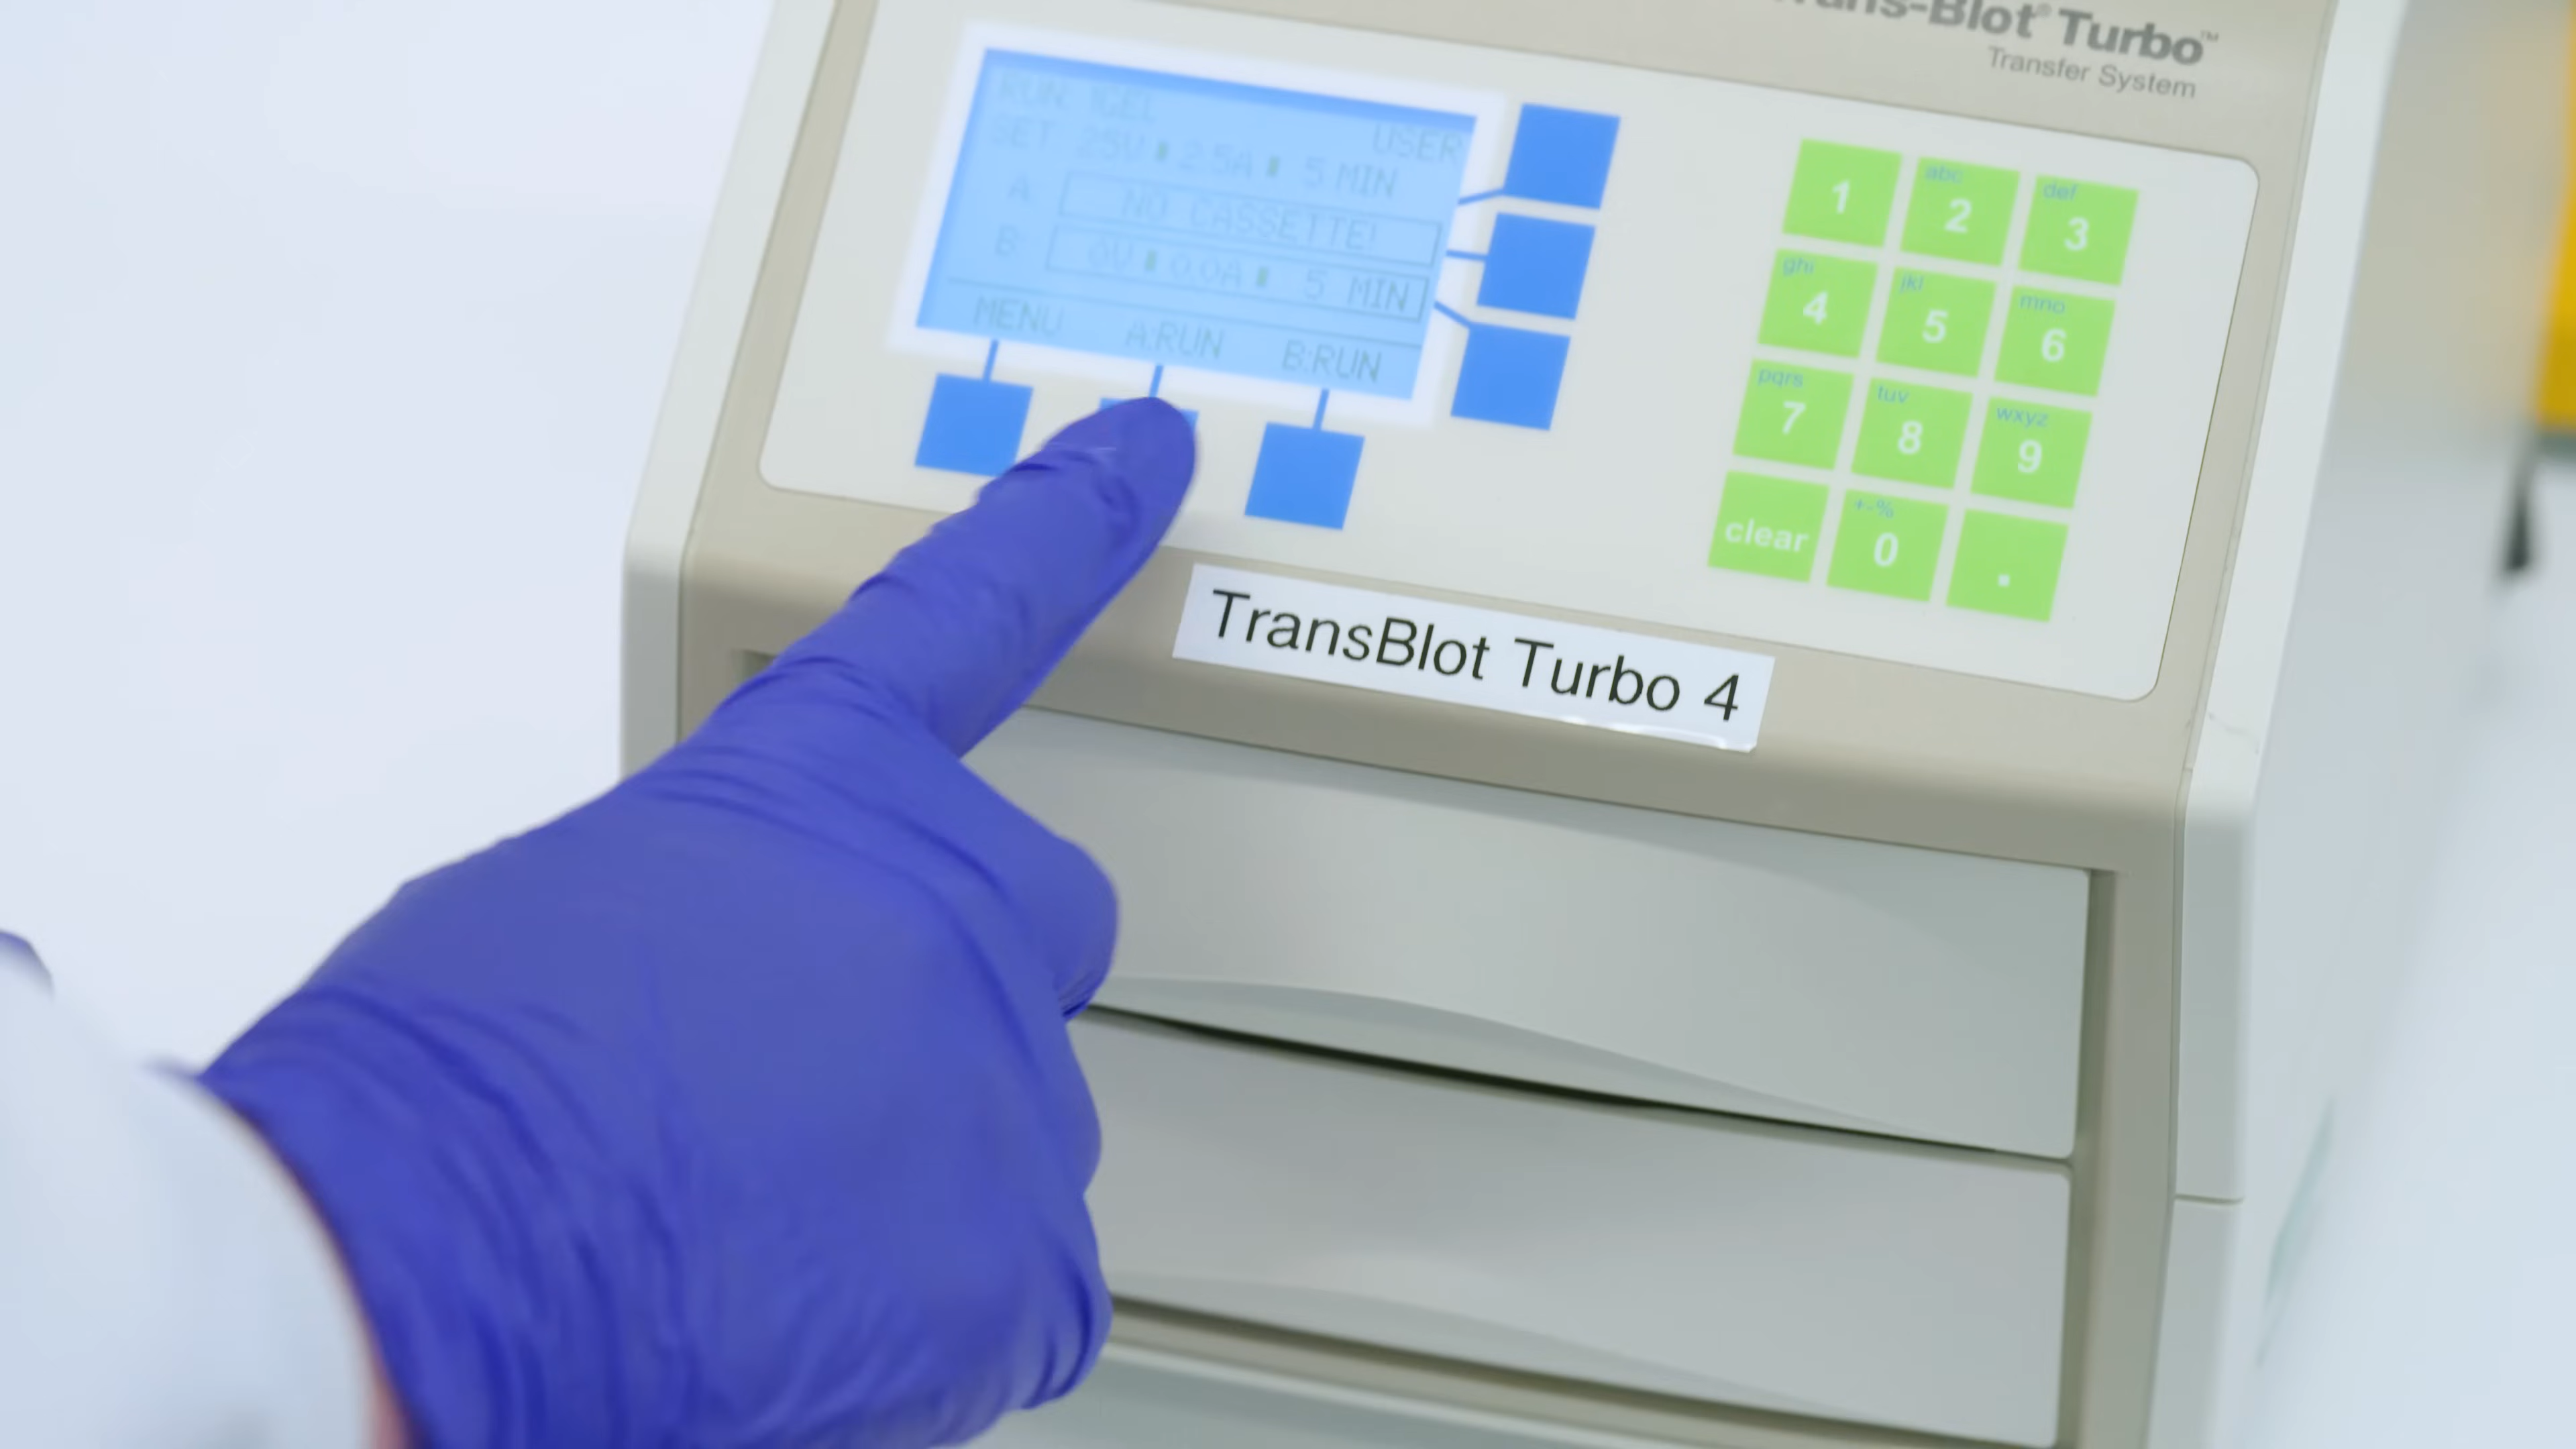 Trans-Blot® Turbo™
Transfer System
RUN: 1GEL
USER
SET 25V 2.5A 5 MIN
A: NO CASSETTE!
B: 0V 0.0A 5 MIN
MENU A:RUN B:RUN
1
abc 2
def 3
ghi 4
jkl 5
mno 6
pqrs 7
tuv 8
wxyz 9
clear
+-% 0
.
TransBlot Turbo 4